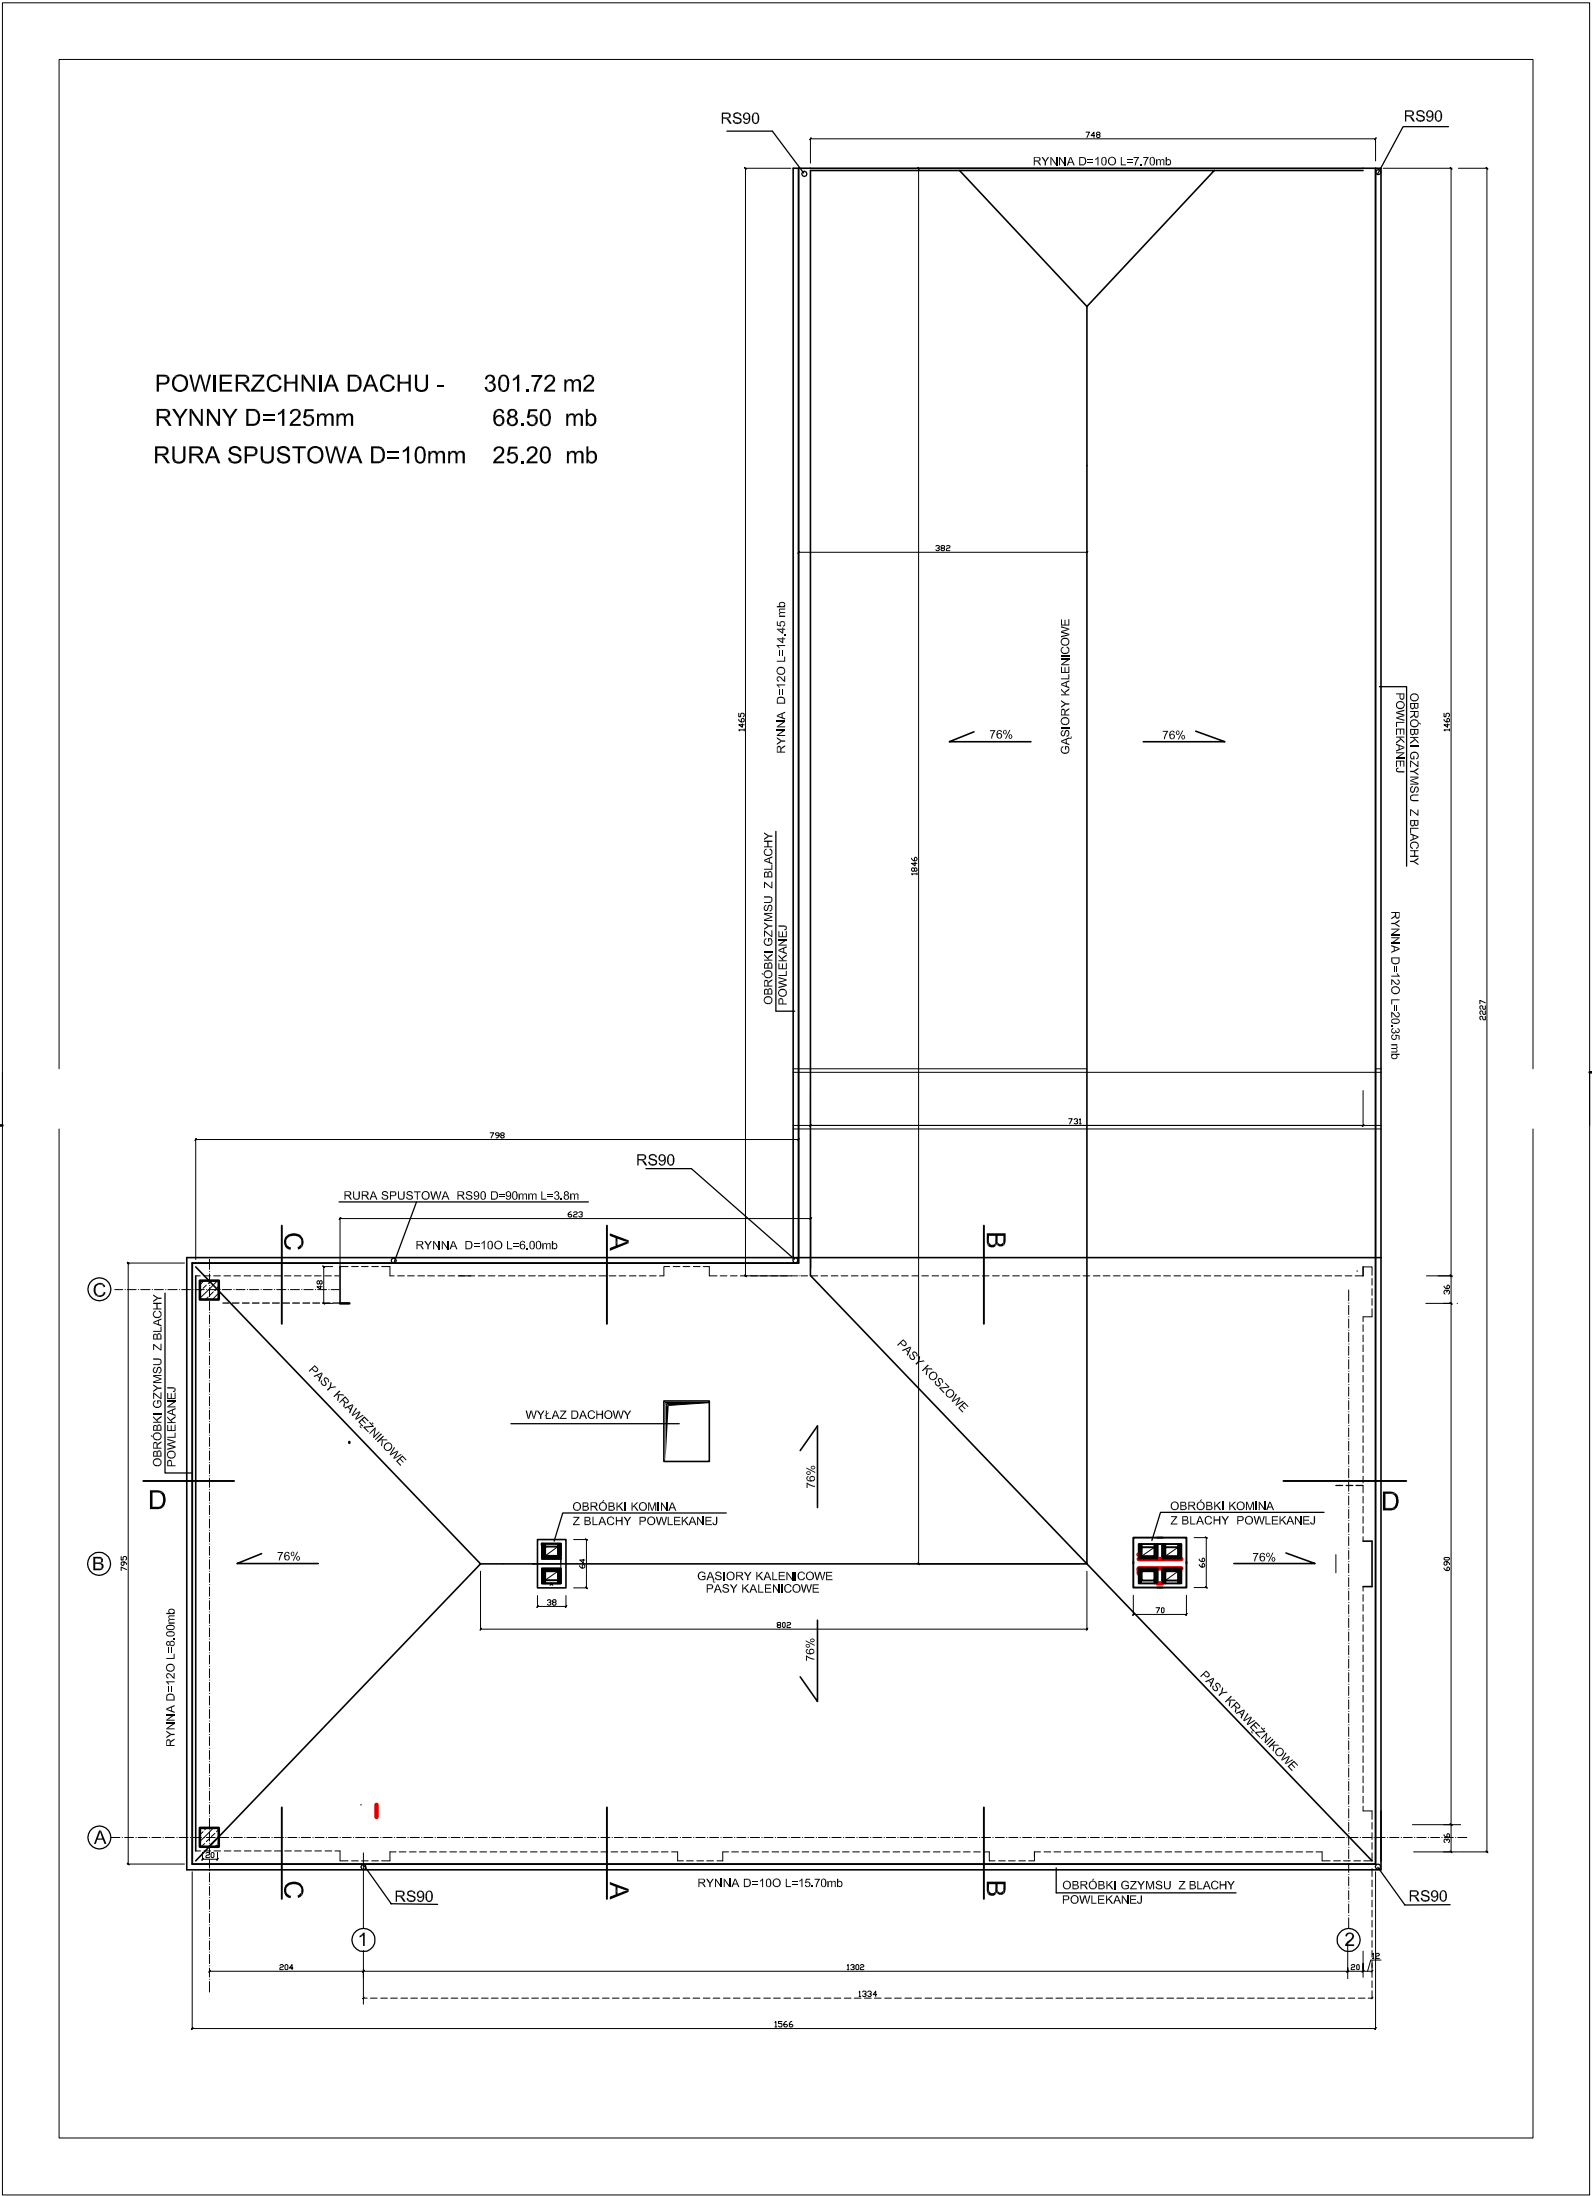 RS90
RS90
748
RYNNA D=10O L=7.70mb
POWIERZCHNIA DACHU - 301.72 m2
RYNNY D=125mm 68.50 mb
RURA SPUSTOWA D=10mm 25.20 mb
382
RYNNA D=12O L=14.45 mb
GĄSIORY KALENICOWE
1465
76%
76%
1465
OBRÓBKI GZYMSU Z BLACHY
POWLEKANEJ
1846
OBRÓBKI GZYMSU Z BLACHY
POWLEKANEJ
RYNNA D=12O L=20.35 mb
2227
731
798
RS90
RURA SPUSTOWA RS90 D=90mm L=3.8m
623
C
RYNNA D=10O L=6.00mb
A
B
C
48
36
OBRÓBKI GZYMSU Z BLACHY
POWLEKANEJ
PASY KRAWĘŻNIKOWE
PASY KOSZOWE
WYŁAZ DACHOWY
76%
D
D
OBRÓBKI KOMINA
Z BLACHY POWLEKANEJ
OBRÓBKI KOMINA
Z BLACHY POWLEKANEJ
B
795
76%
64
66
76%
690
GĄSIORY KALENICOWE
PASY KALENICOWE
38
70
802
76%
RYNNA D=12O L=8.00mb
PASY KRAWĘŻNIKOWE
A
36
20
C
RS90
A
RYNNA D=10O L=15.70mb
B
OBRÓBKI GZYMSU Z BLACHY
POWLEKANEJ
RS90
1
2
204
1302
20
12
1334
1566